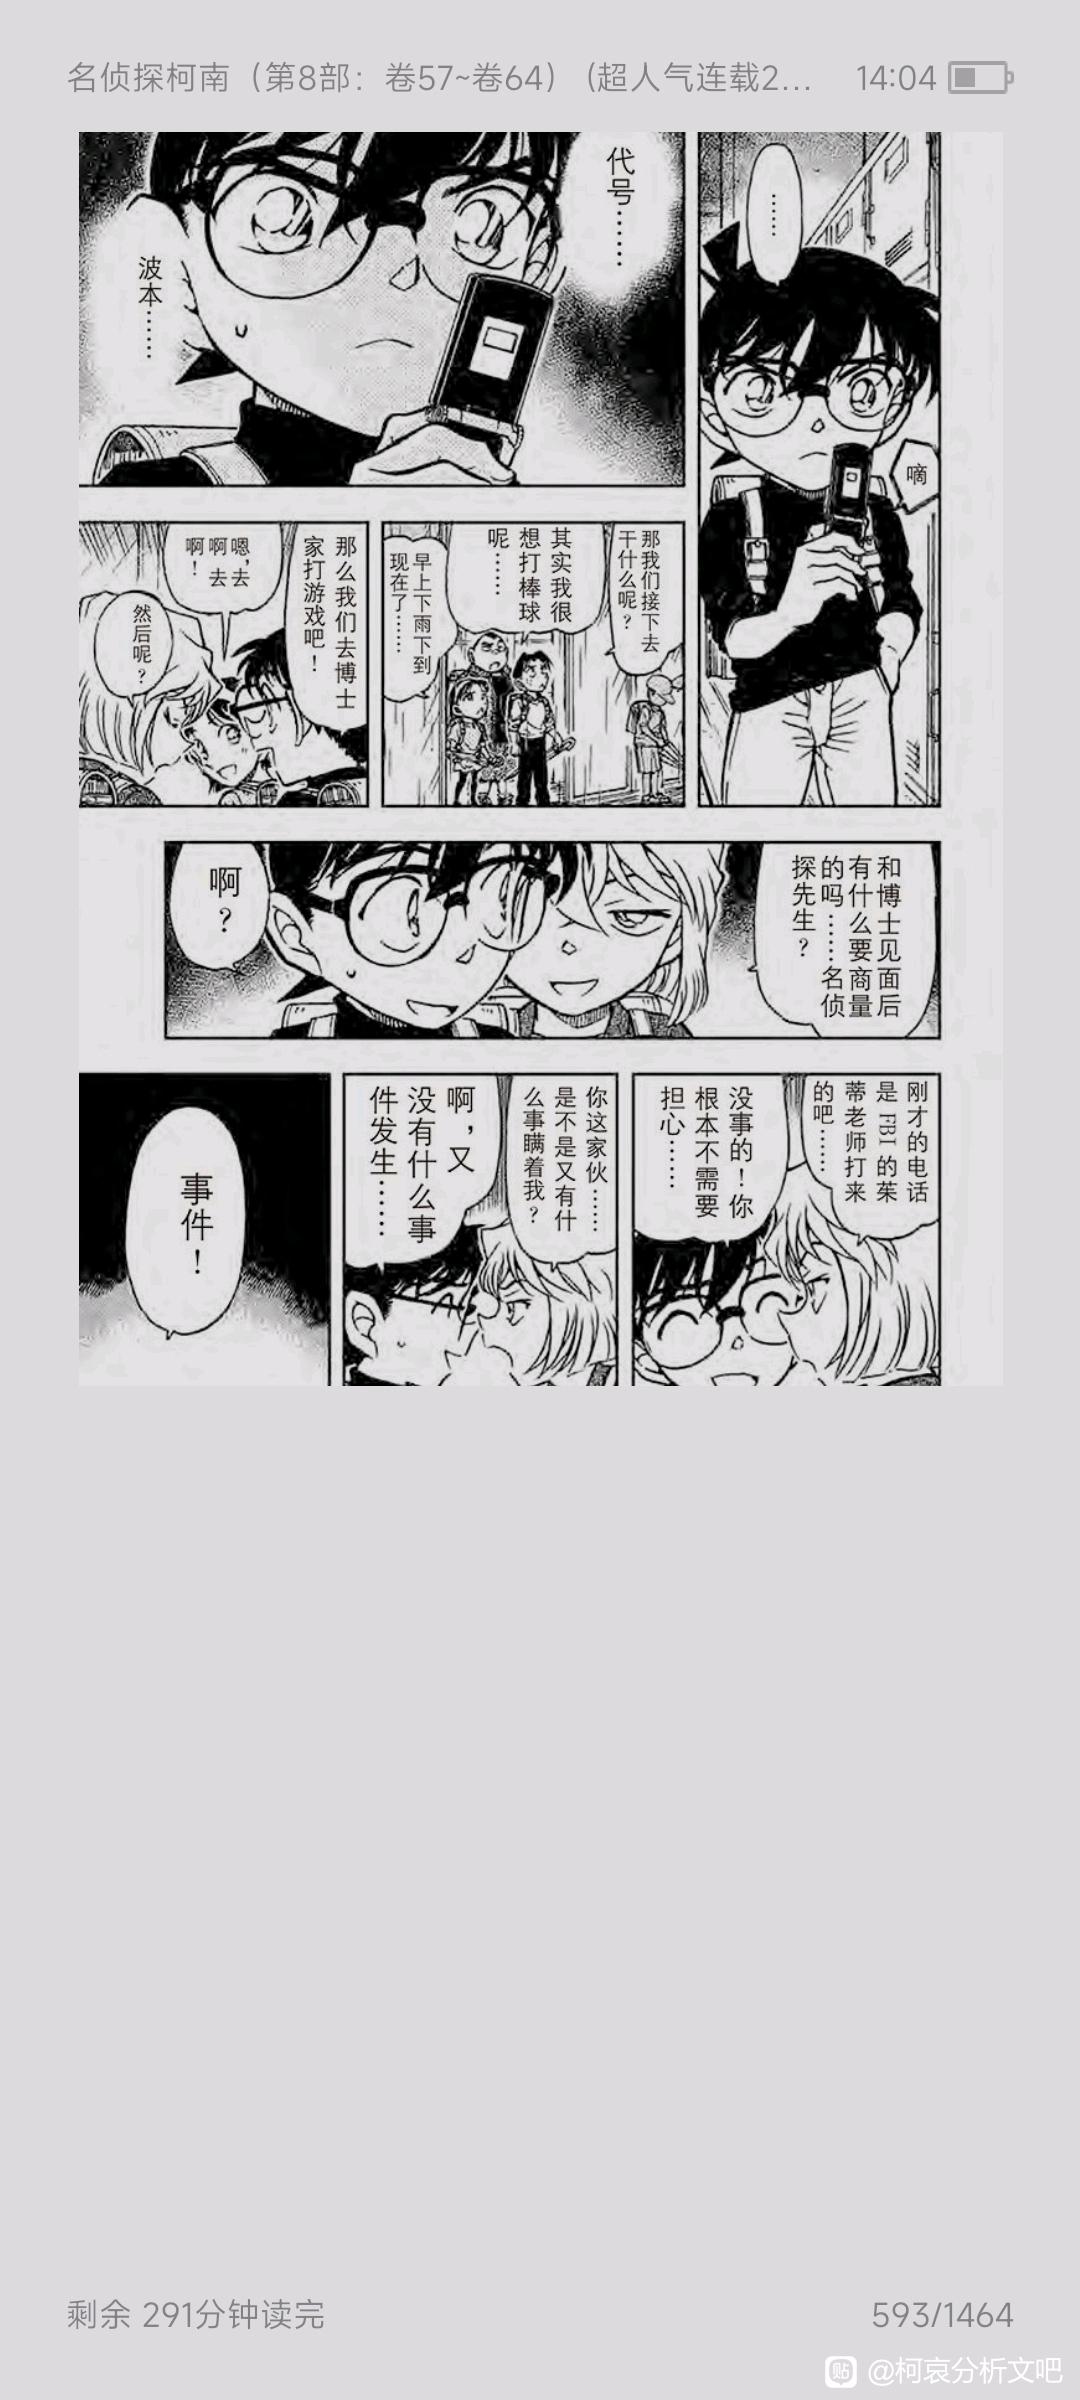 名侦探柯南（第8部：卷57~卷64）（超人气连载2...
14:04
……
嘀
代号……
波本……
那我们接下去
干什么呢？
其实我很
想打棒球
呢……
早上下雨下到
现在了……
那么我们去博士
家打游戏吧！
嗯，去
啊去
啊！
然后呢？
和博士见面后
有什么要商量
的吗……名侦
探先生？
啊？
刚才的电话
是FBI的茱
蒂老师打来
的吧……
没事的！你
根本不需要
担心……
你这家伙……
是不是又有什
么事瞒着我？
啊，又
没有什么事
件发生……
事件！
剩余 291分钟读完
593/1464
贴 @柯哀分析文吧